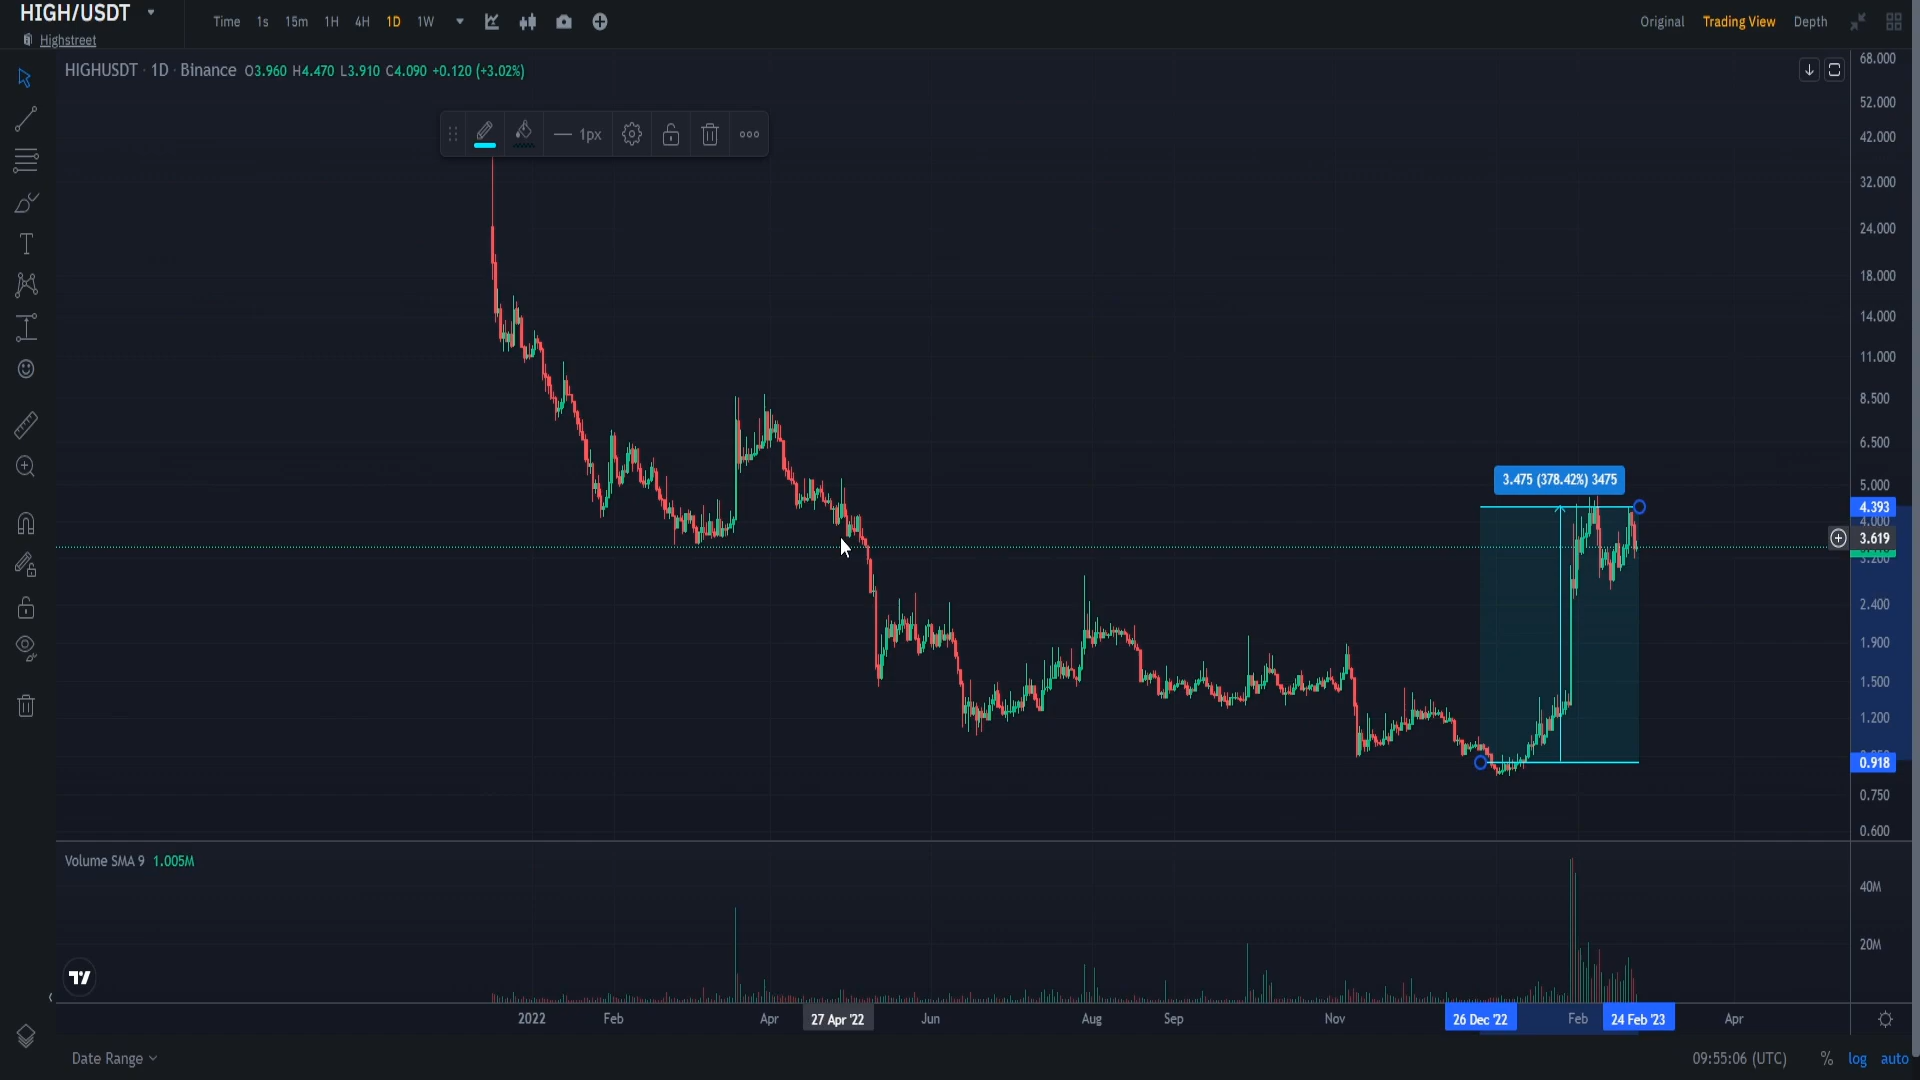 HIGH/USDT
Highstreet
Time 1s 15m 1H 4H 1D 1W
Original Trading View Depth
HIGHUSDT · 1D · Binance O3.960 H4.470 L3.910 C4.090 +0.120 (+3.02%)
1px
68.000
52.000
42.000
32.000
24.000
18.000
14.000
11.000
8.500
6.500
3.475 (378.42%) 3475
5.000
4.393
4.000
3.619
3.200
2.400
1.900
1.500
1.200
0.918
0.750
0.600
Volume SMA 9 1.005M
40M
20M
2022 Feb Apr 27 Apr '22 Jun Aug Sep Nov 26 Dec '22 Feb 24 Feb '23 Apr
Date Range
09:55:06 (UTC) % log auto